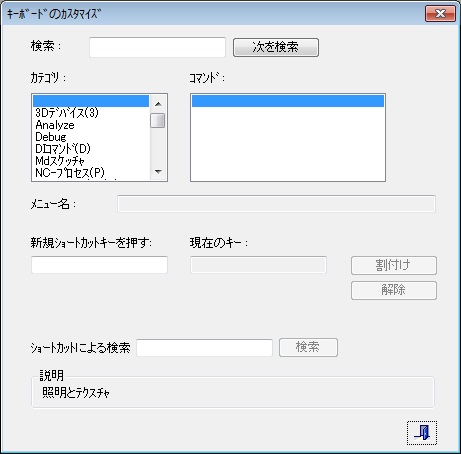 ｷｰﾎﾞｰﾄﾞのｶｽﾀﾏｲｽﾞ
検索：
次を検索
ｶﾃｺﾞﾘ：
ｺﾏﾝﾄﾞ：
3Dﾃﾞﾊﾞｲｽ(3)
Analyze
Debug
DIｺﾏﾝﾄﾞ(D)
Mdｽｹｯﾁｬ
NC-ﾌﾟﾛｾｽ(P)
ﾒﾆｭｰ名：
新規ｼｮｰﾄｶｯﾄｷｰを押す:
現在のｷｰ：
割付け
解除
ｼｮｰﾄｶｯﾄによる検索
検索
説明
照明とﾃｸｽﾁｬ